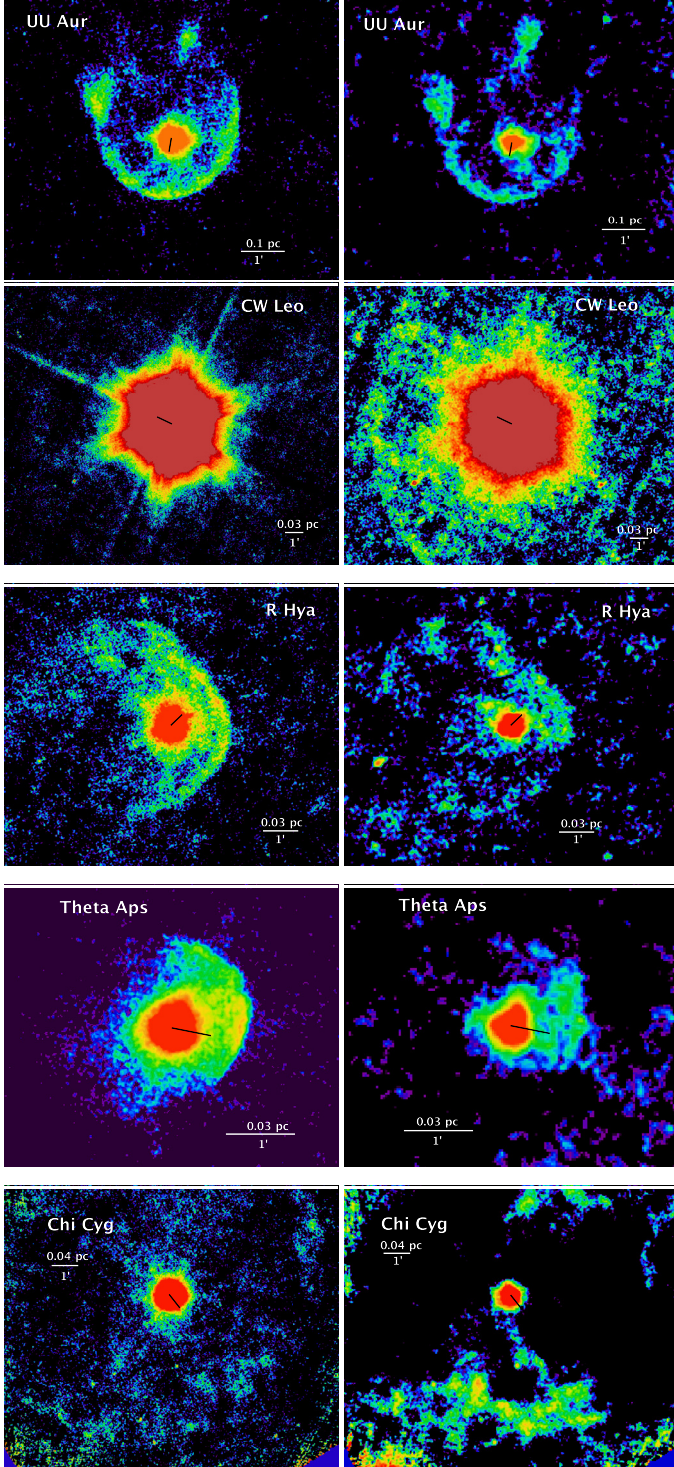 UU Aur
UU Aur
0.1 pc
1'
0.1 pc
1'
CW Leo
CW Leo
0.03 pc
1'
0.03 pc
1'
R Hya
R Hya
0.03 pc
1'
0.03 pc
1'
Theta Aps
Theta Aps
0.03 pc
1'
0.03 pc
1'
Chi Cyg
Chi Cyg
0.04 pc
1'
0.04 pc
1'